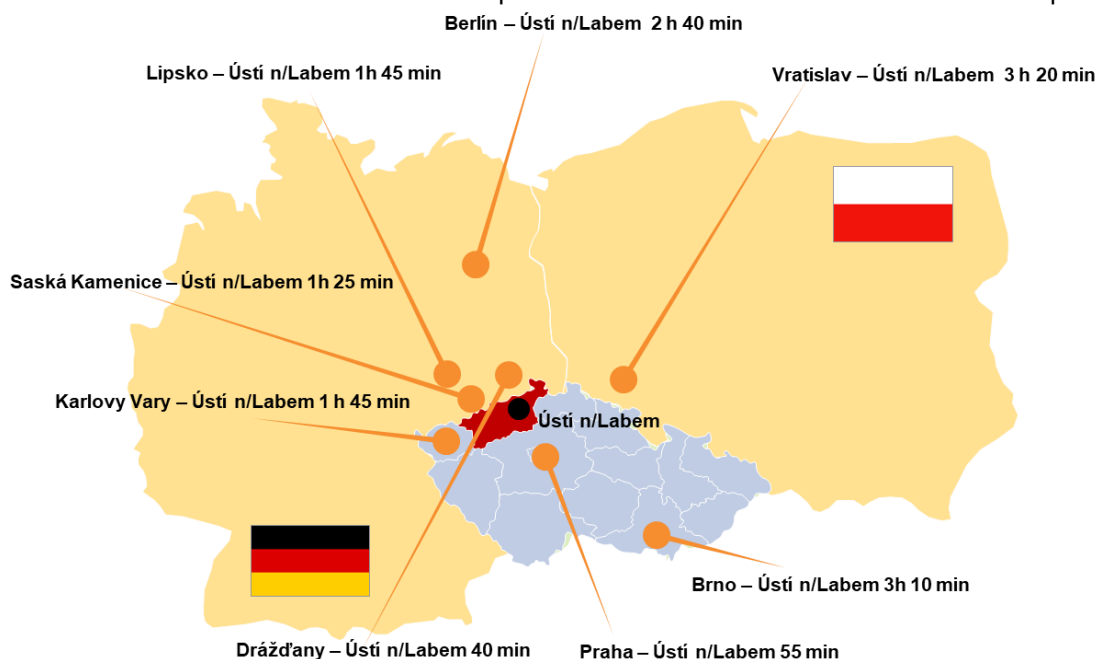 Berlín – Ústí n/Labem 2 h 40 min
Lipsko – Ústí n/Labem 1h 45 min
Vratislav – Ústí n/Labem 3 h 20 min
Saská Kamenice – Ústí n/Labem 1h 25 min
Karlovy Vary – Ústí n/Labem 1 h 45 min
Ústí n/Labem
Brno – Ústí n/Labem 3h 10 min
Drážďany – Ústí n/Labem 40 min
Praha – Ústí n/Labem 55 min